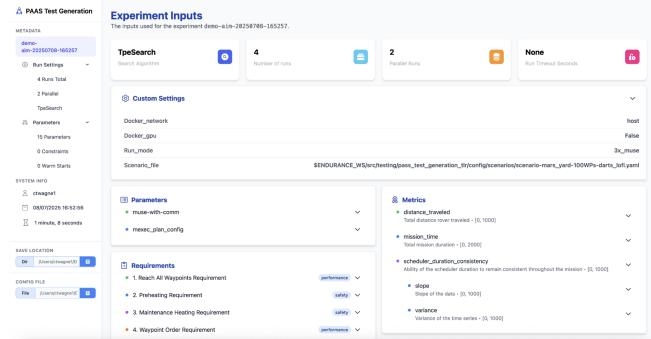 PAAS Test Generation
METADATA
demo-
aim-20250708-165257
Run Settings
4 Runs Total
2 Parallel
TpeSearch
Parameters
15 Parameters
0 Constraints
0 Warm Starts
SYSTEM INFO
ctwagne1
08/07/2025 16:52:56
1 minute, 8 seconds
SAVE LOCATION
Dir /Users/ctwagne1/D
CONFIG FILE
File /Users/ctwagne1/E
Experiment Inputs
The inputs used for the experiment demo-aim-20250708-165257.
TpeSearch
Search Algorithm
4
Number of runs
2
Parallel Runs
None
Run Timeout Seconds
Custom Settings
Docker_network host
Docker_gpu False
Run_mode 3x_muse
Scenario_file $ENDURANCE_WS/src/testing/pass_test_generation_tlr/config/scenarios/scenario-mars_yard-100WPs-darts_lofi.yaml
Parameters
muse-with-comm
mexec_plan_config
Requirements
1. Reach All Waypoints Requirement performance
2. Preheating Requirement safety
3. Maintenance Heating Requirement safety
4. Waypoint Order Requirement performance
Metrics
distance_traveled
Total distance rover traveled - [0, 1000]
mission_time
Total mission duration - [0, 2000]
scheduler_duration_consistency
Ability of the scheduler duration to remain consistent throughout the mission - [0, 1000]
slope
Slope of the data - [0, 1000]
variance
Variance of the time series - [0, 1000]